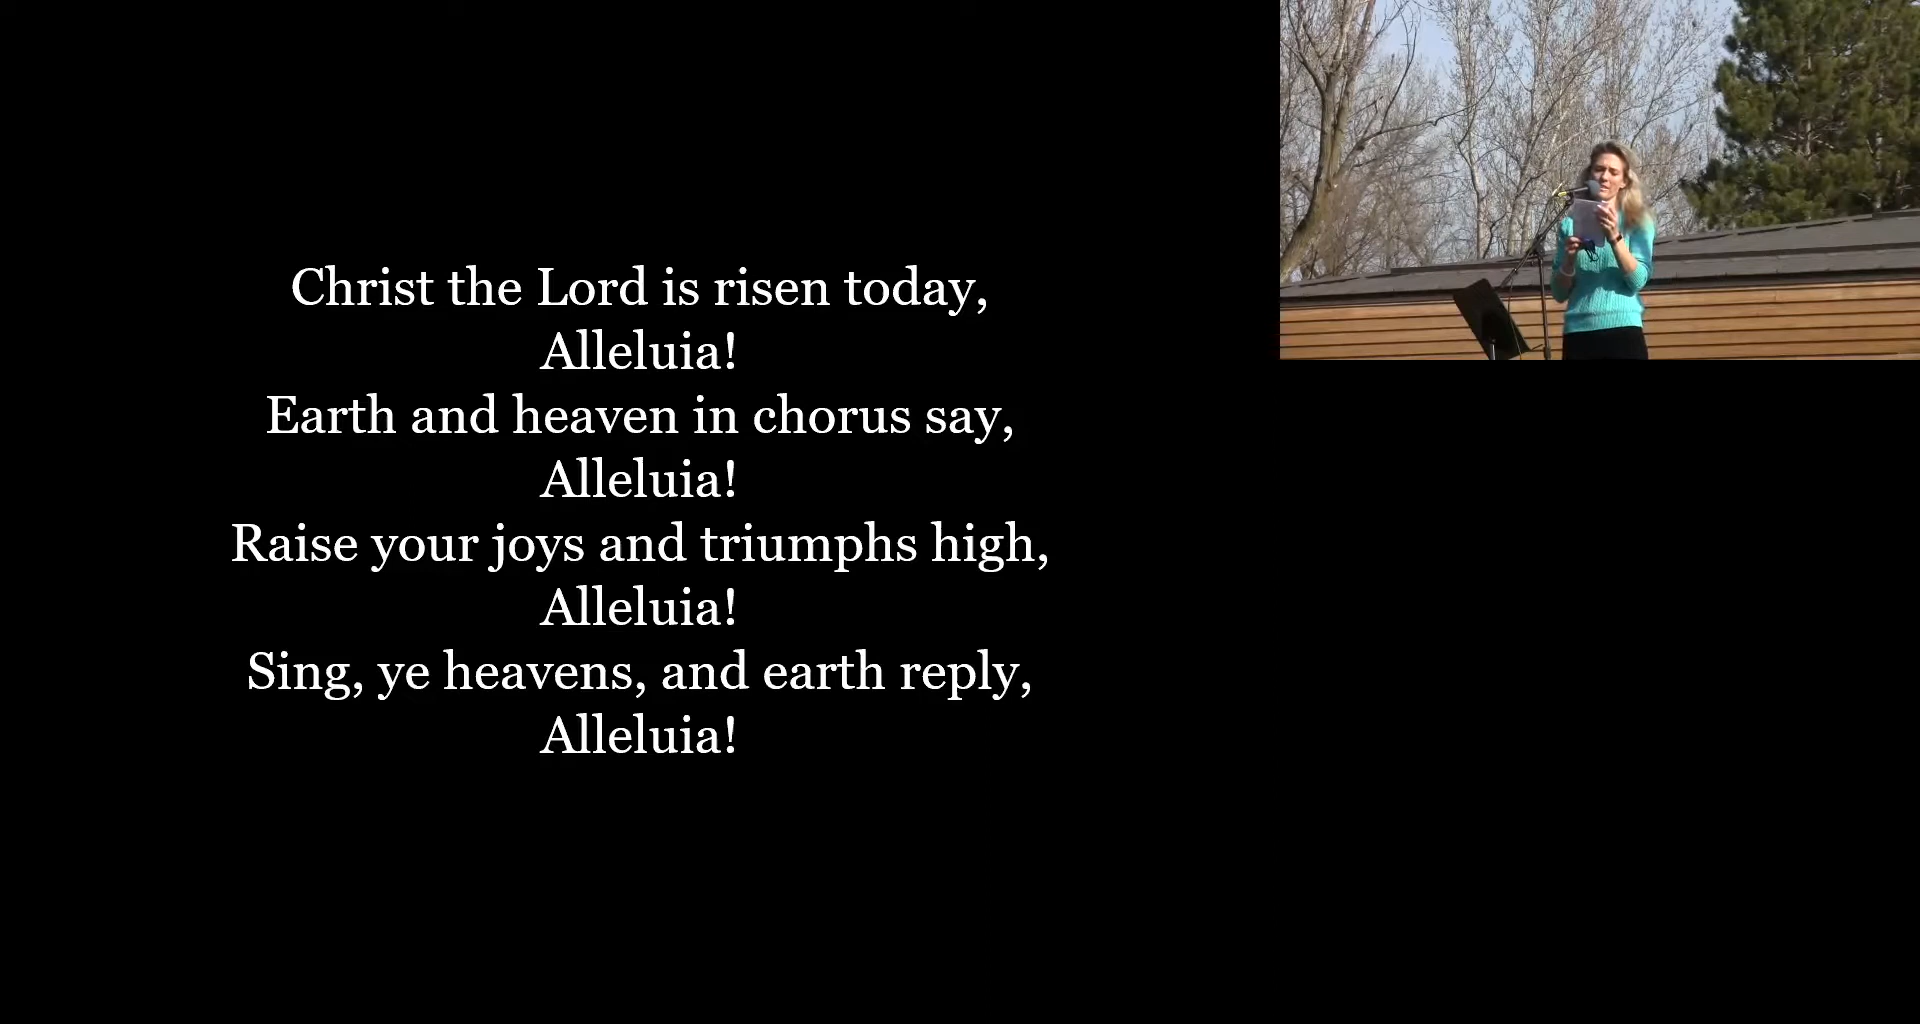 Christ the Lord is risen today,
Alleluia!
Earth and heaven in chorus say,
Alleluia!
Raise your joys and triumphs high,
Alleluia!
Sing, ye heavens, and earth reply,
Alleluia!